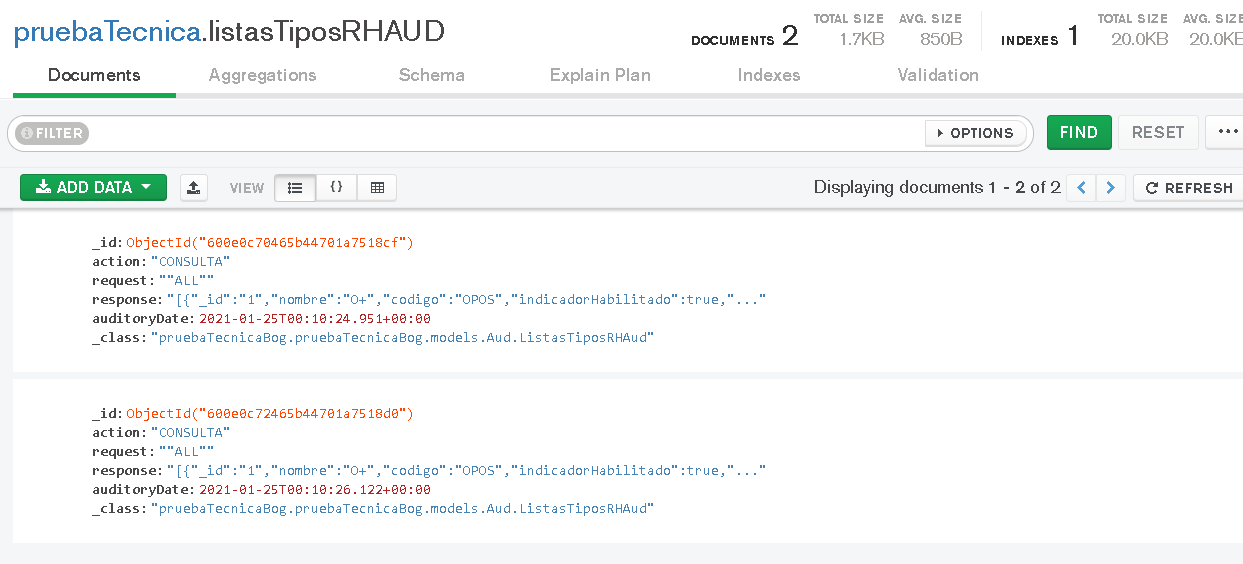 pruebaTecnica.listasTiposRHAUD
DOCUMENTS 2 TOTAL SIZE 1.7KB AVG. SIZE 850B INDEXES 1 TOTAL SIZE 20.0KB AVG. SIZE 20.0KB
Documents Aggregations Schema Explain Plan Indexes Validation
FILTER OPTIONS FIND RESET ...
ADD DATA VIEW {} Displaying documents 1 - 2 of 2 < > REFRESH
_id: ObjectId("600e0c70465b44701a7518cf")
action: "CONSULTA"
request: ""ALL""
response: "[{"_id":"1","nombre":"O+","codigo":"OPOS","indicadorHabilitado":true,"..."
auditoryDate: 2021-01-25T00:10:24.951+00:00
_class: "pruebaTecnicaBog.pruebaTecnicaBog.models.Aud.ListasTiposRHAud"
_id: ObjectId("600e0c72465b44701a7518d0")
action: "CONSULTA"
request: ""ALL""
response: "[{"_id":"1","nombre":"O+","codigo":"OPOS","indicadorHabilitado":true,"..."
auditoryDate: 2021-01-25T00:10:26.122+00:00
_class: "pruebaTecnicaBog.pruebaTecnicaBog.models.Aud.ListasTiposRHAud"